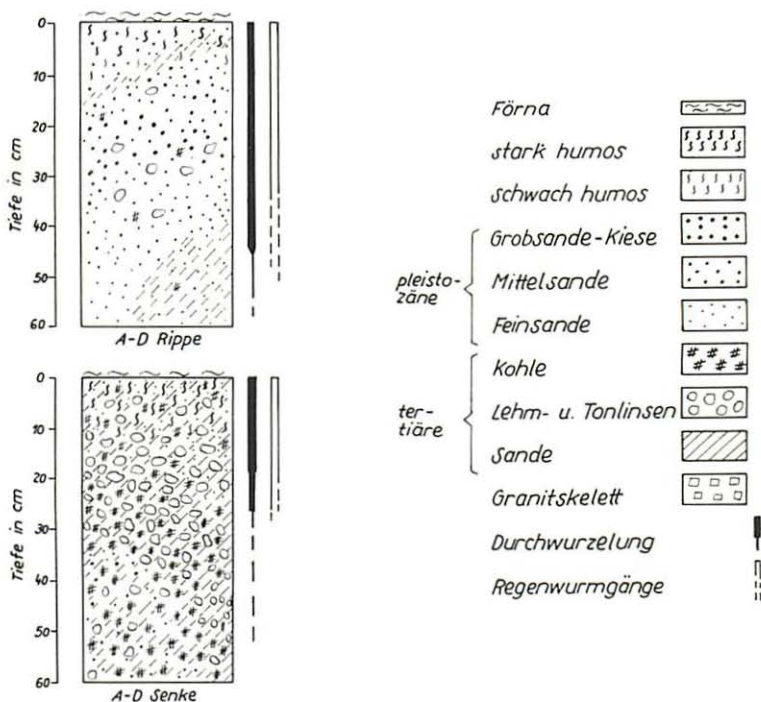 0
10
20
30
40
50
60
Tiefe in cm
A-D Rippe
0
10
20
30
40
50
60
Tiefe in cm
A-D Senke
Förna
stark humos
schwach humos
pleisto-
zäne
Grobsande-Kiese
Mittelsande
Feinsande
ter-
tiäre
Kohle
Lehm- u. Tonlinsen
Sande
Granitskelett
Durchwurzelung
Regenwurmgänge